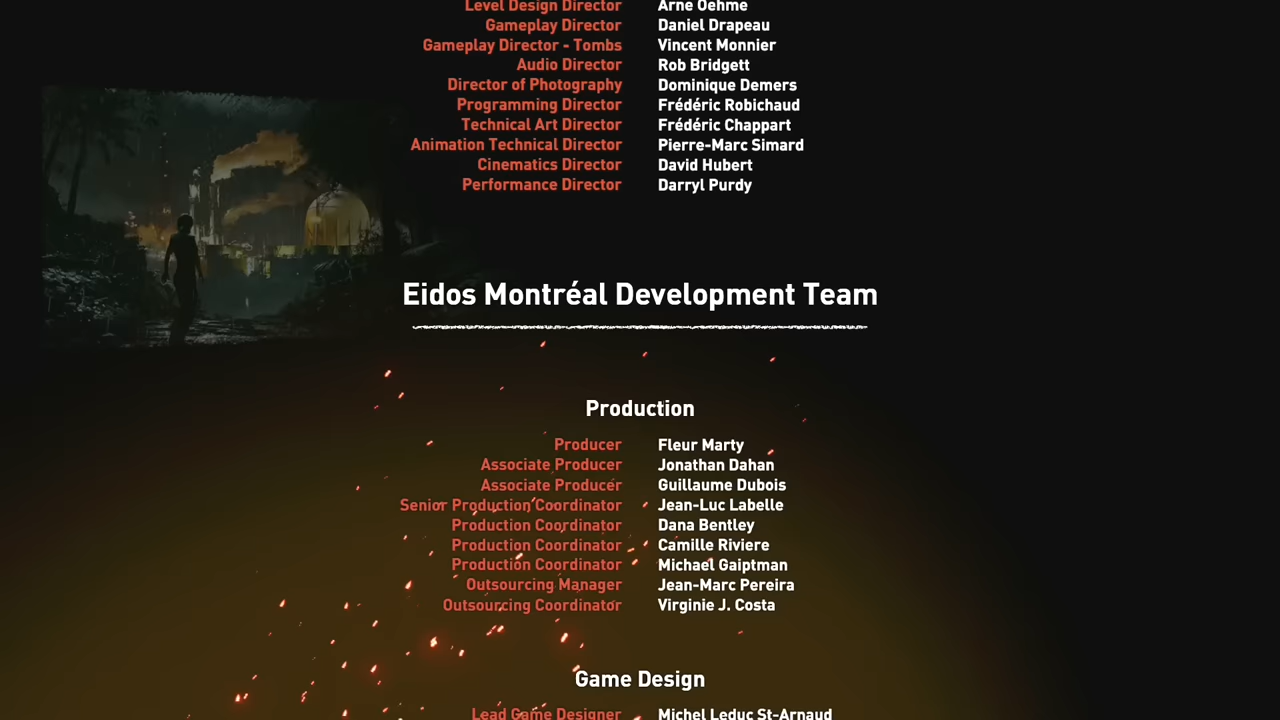 Level Design Director Arne Oehme
Gameplay Director Daniel Drapeau
Gameplay Director - Tombs Vincent Monnier
Audio Director Rob Bridgett
Director of Photography Dominique Demers
Programming Director Frédéric Robichaud
Technical Art Director Frédéric Chappart
Animation Technical Director Pierre-Marc Simard
Cinematics Director David Hubert
Performance Director Darryl Purdy
Eidos Montréal Development Team
Production
Producer Fleur Marty
Associate Producer Jonathan Dahan
Associate Producer Guillaume Dubois
Senior Production Coordinator Jean-Luc Labelle
Production Coordinator Dana Bentley
Production Coordinator Camille Riviere
Production Coordinator Michael Gaiptman
Outsourcing Manager Jean-Marc Pereira
Outsourcing Coordinator Virginie J. Costa
Game Design
Lead Game Designer Michel Leduc St-Arnaud